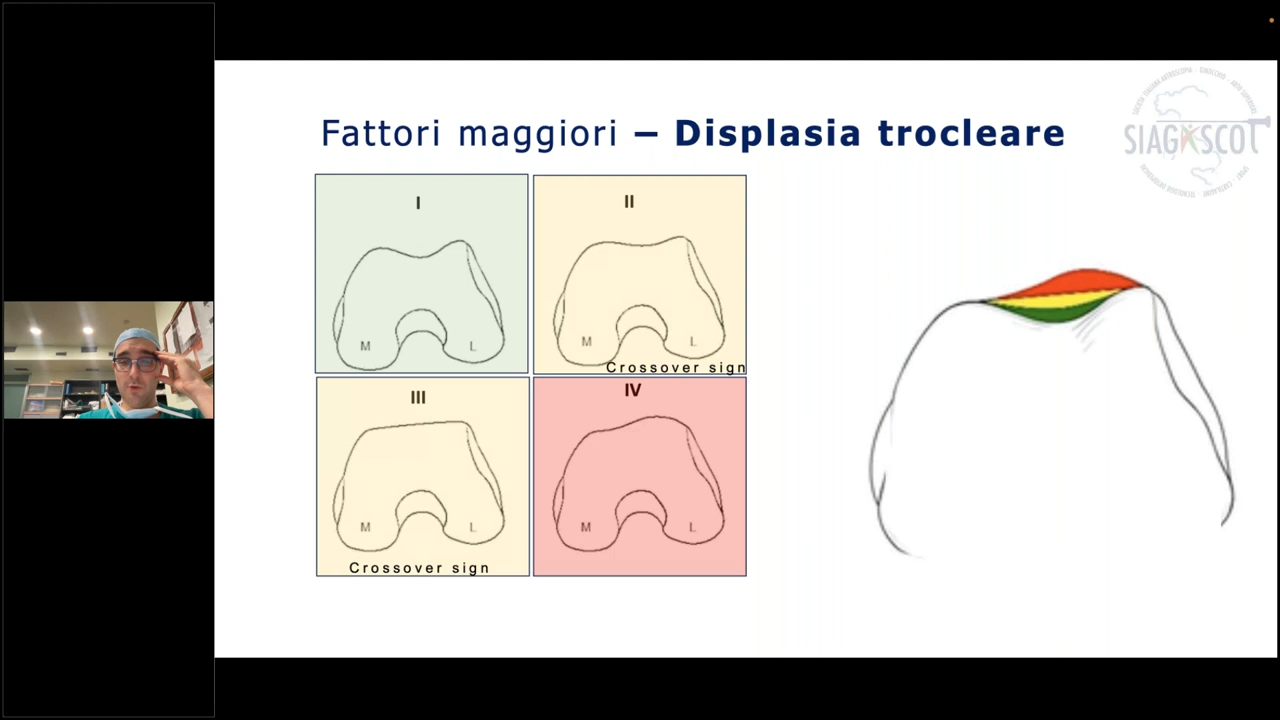 Fattori maggiori – Displasia trocleare
SIAGASCOT
I
M
L
II
M
L
Crossover sign
III
M
L
Crossover sign
IV
M
L